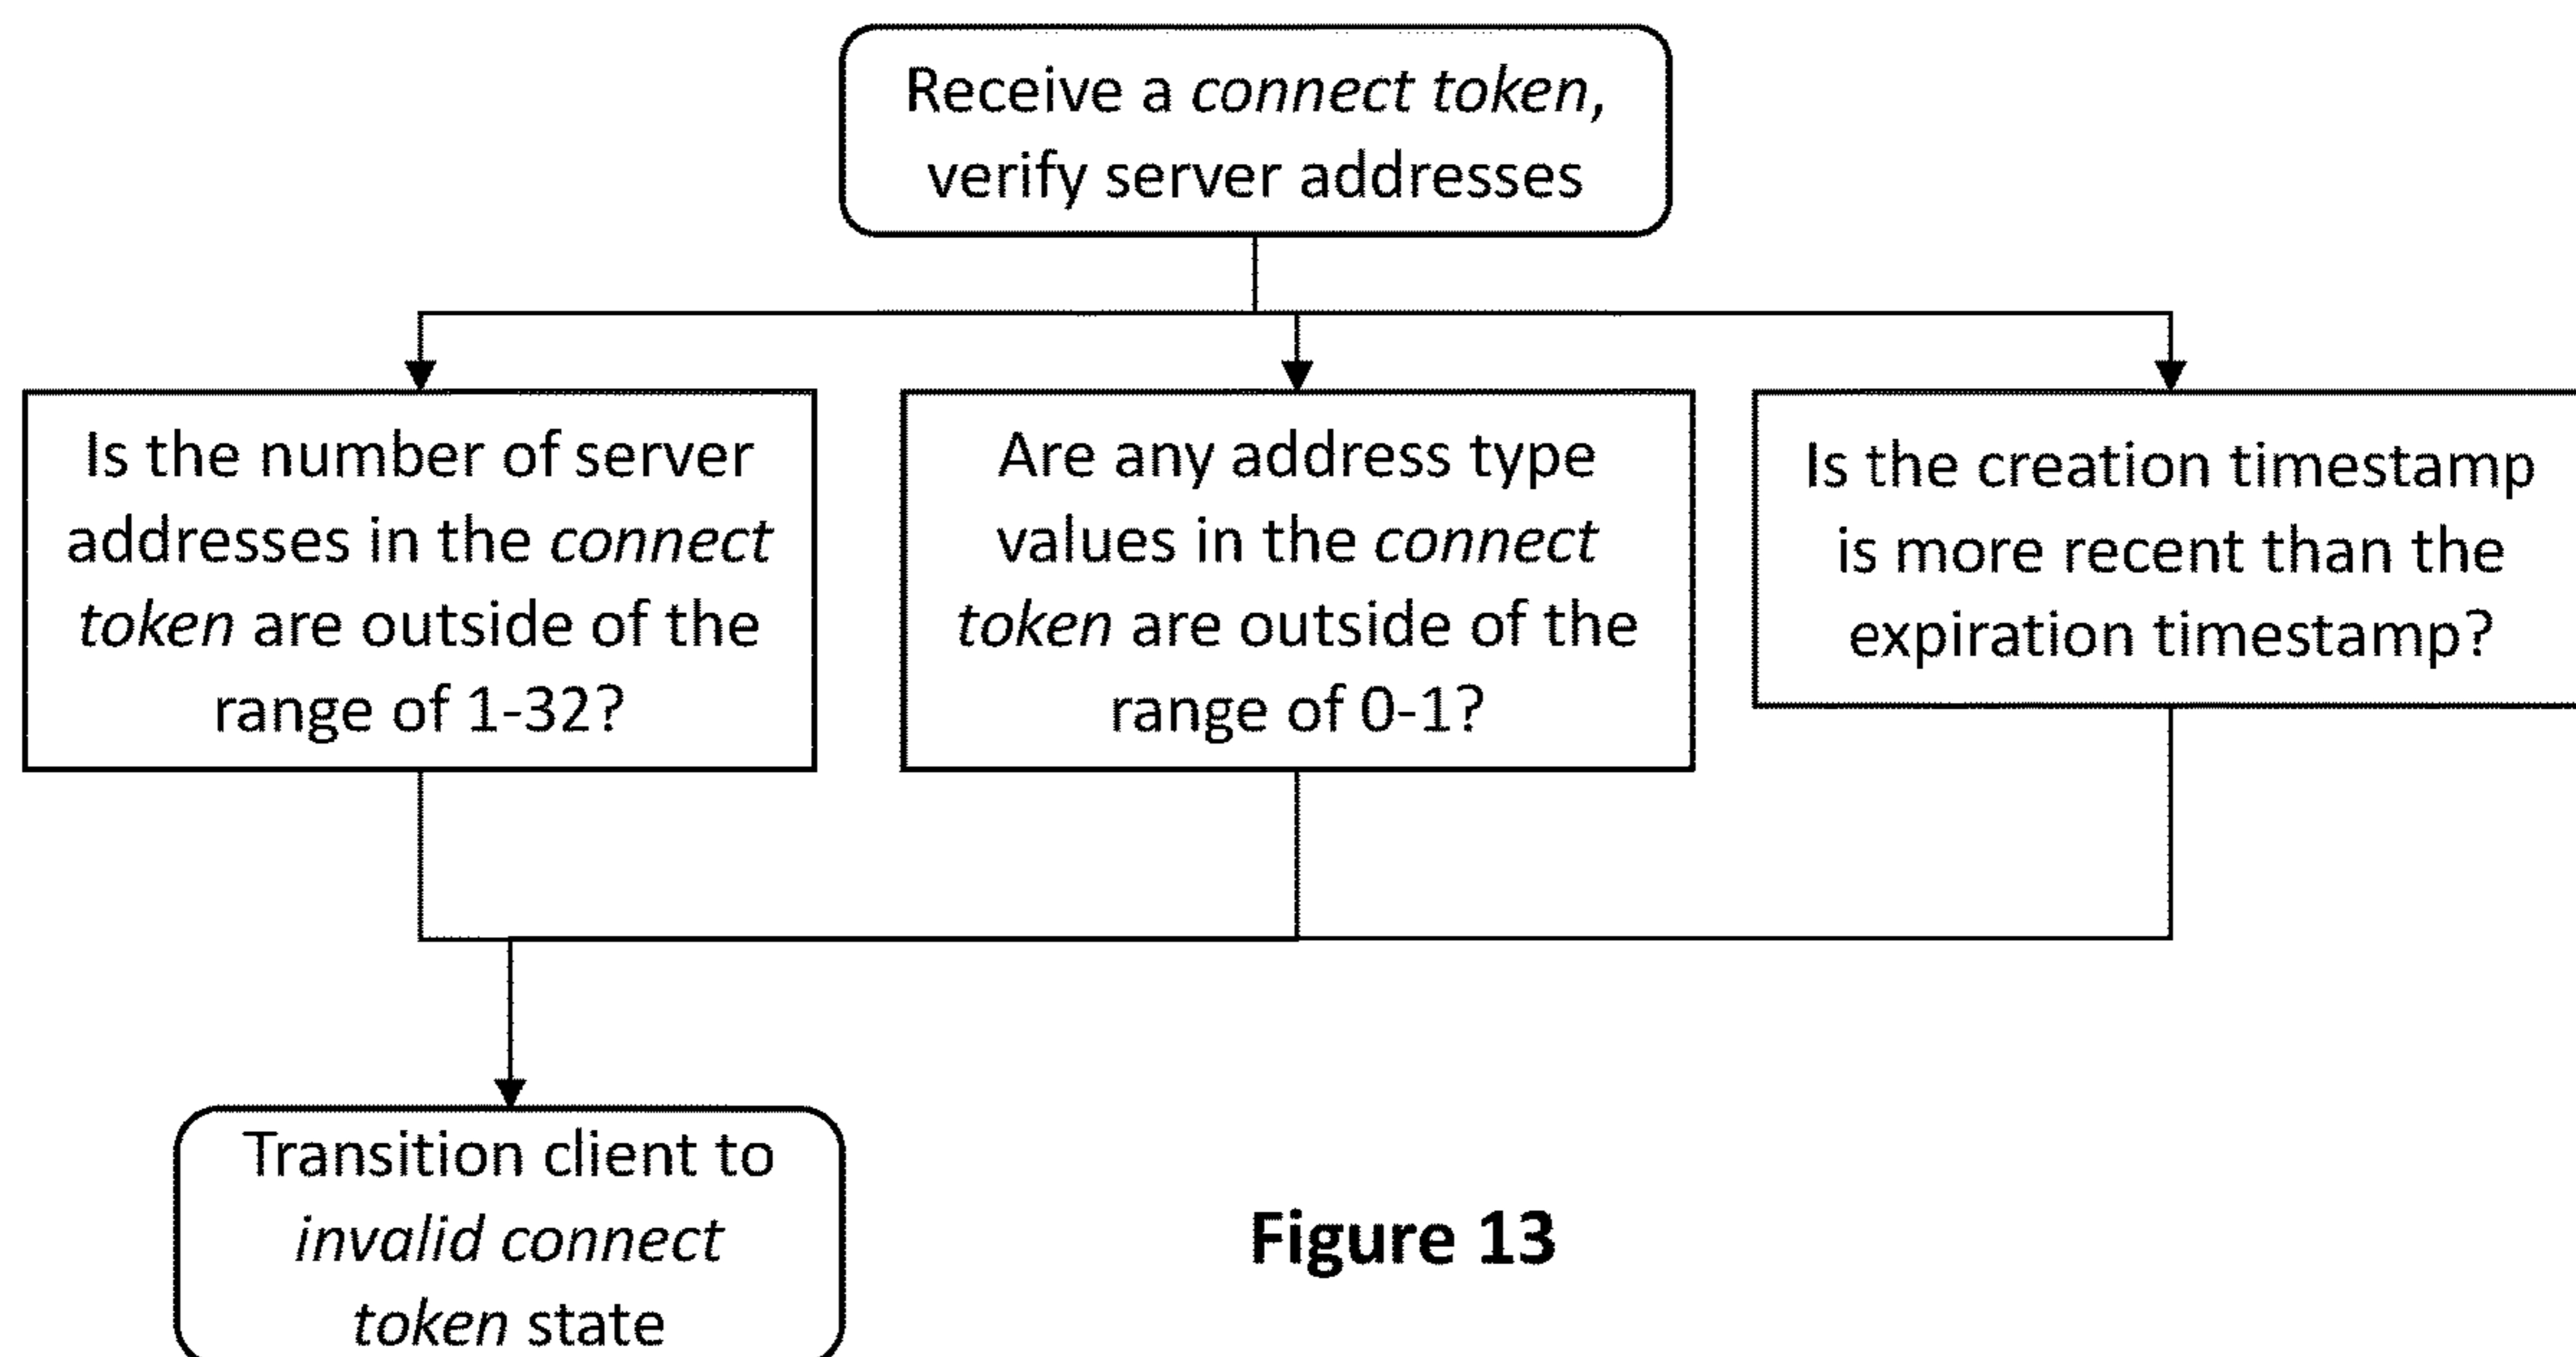 Receive a connect token,
verify server addresses
Is the number of server
addresses in the connect
token are outside of the
range of 1-32?
Are any address type
values in the connect
token are outside of the
range of 0-1?
Is the creation timestamp
is more recent than the
expiration timestamp?
Transition client to
invalid connect
token state
Figure 13